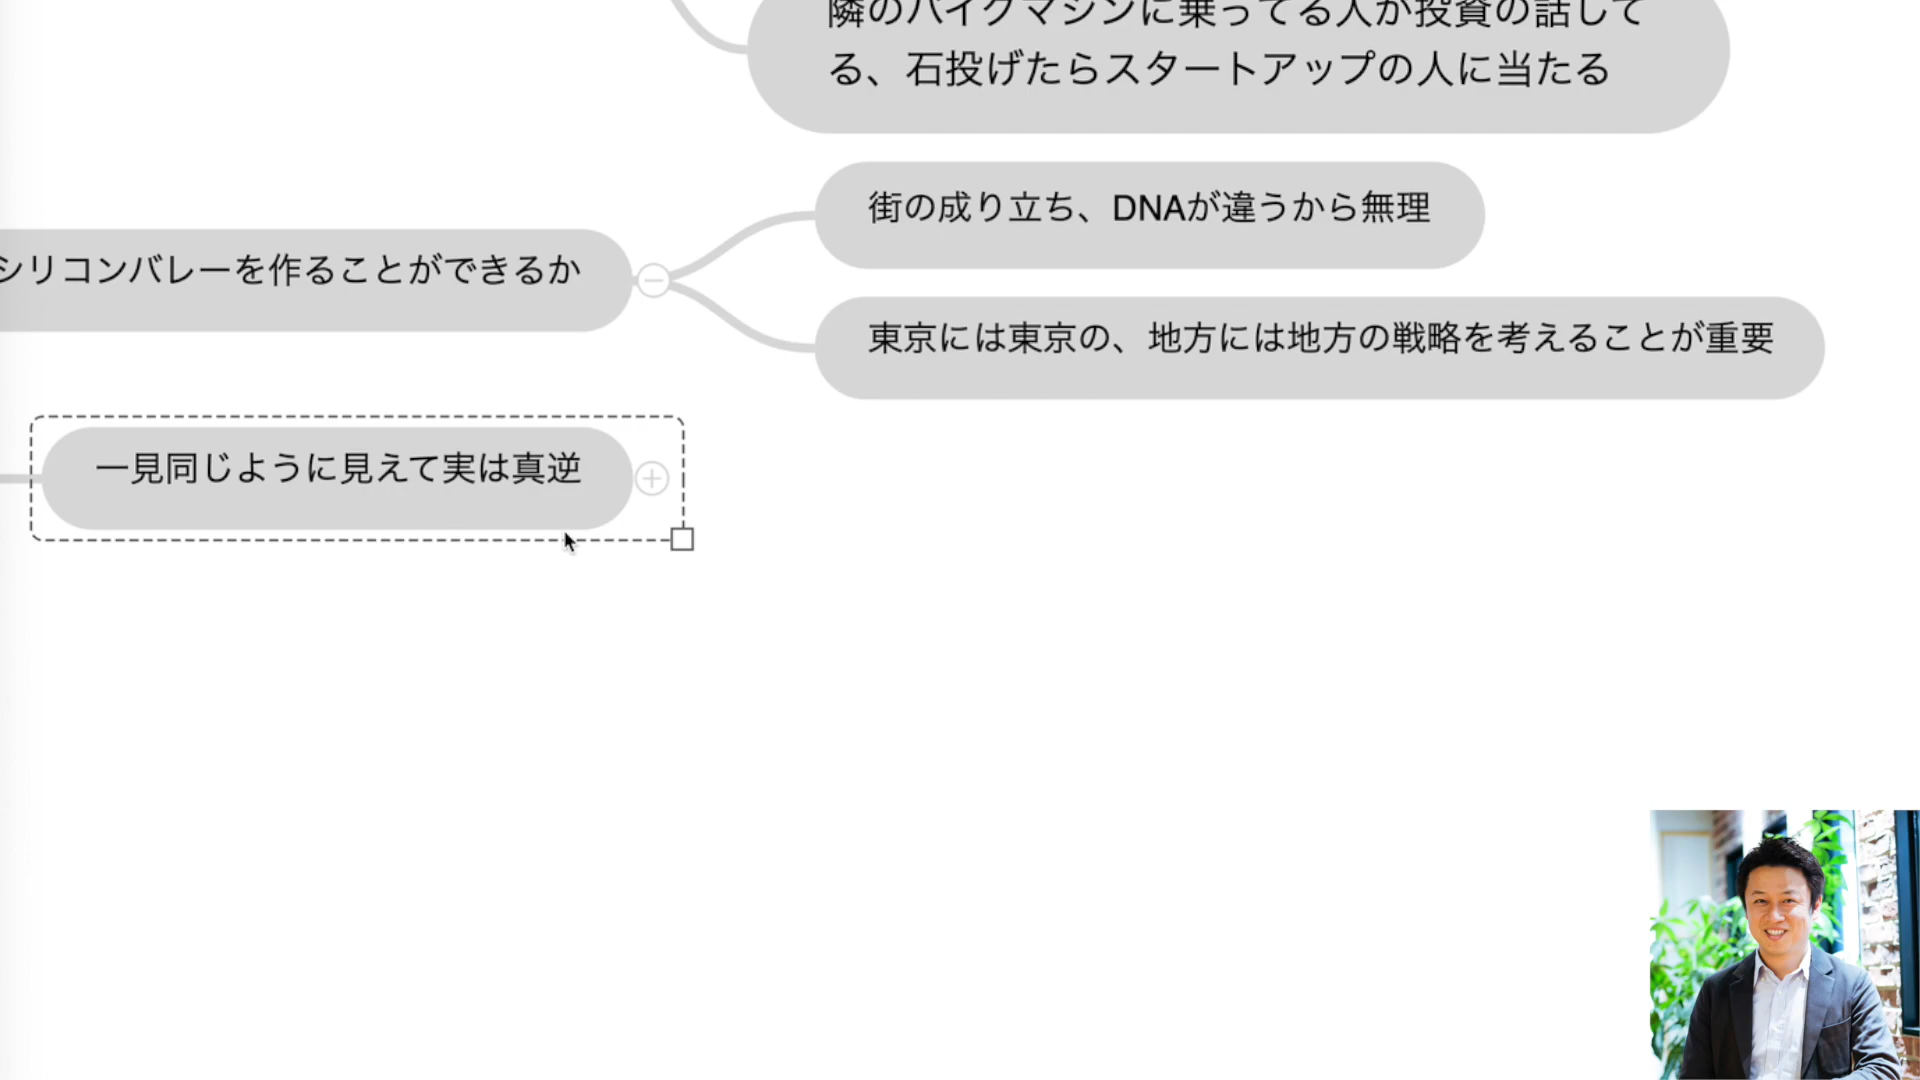 隣のバイクマシンに乗ってる人が投資の話して
る、石投げたらスタートアップの人に当たる
街の成り立ち、DNAが違うから無理
シリコンバレーを作ることができるか
東京には東京の、地方には地方の戦略を考えることが重要
一見同じように見えて実は真逆